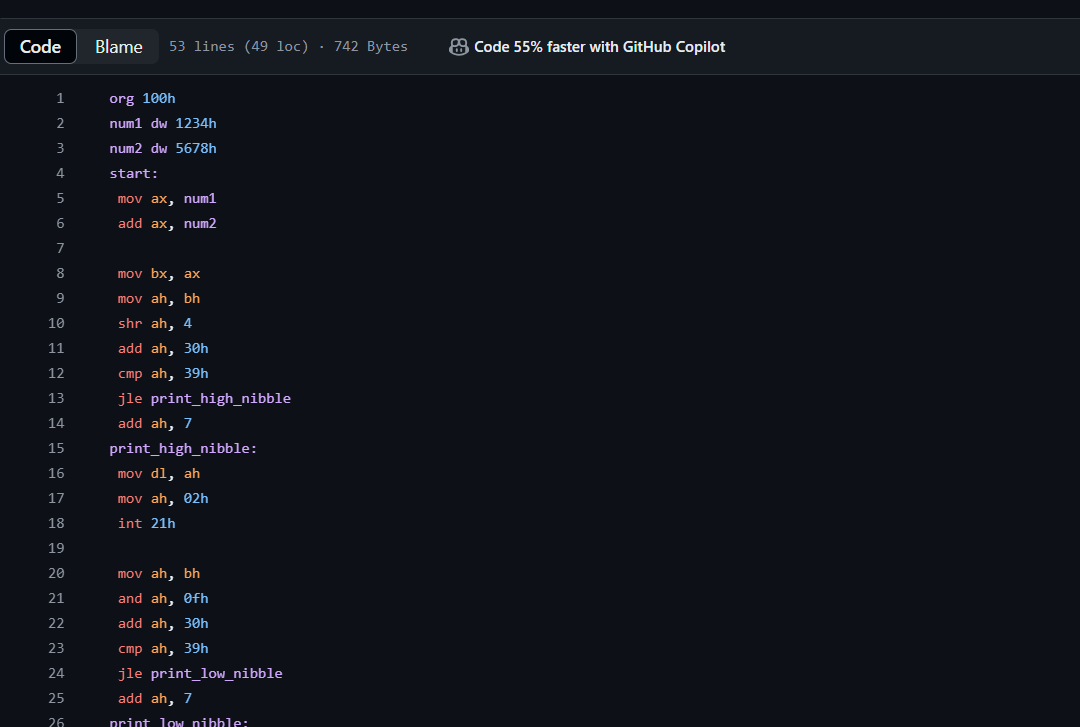 Code Blame 53 lines (49 loc) · 742 Bytes Code 55% faster with GitHub Copilot
1 org 100h
2 num1 dw 1234h
3 num2 dw 5678h
4 start:
5 mov ax, num1
6 add ax, num2
7
8 mov bx, ax
9 mov ah, bh
10 shr ah, 4
11 add ah, 30h
12 cmp ah, 39h
13 jle print_high_nibble
14 add ah, 7
15 print_high_nibble:
16 mov dl, ah
17 mov ah, 02h
18 int 21h
19
20 mov ah, bh
21 and ah, 0fh
22 add ah, 30h
23 cmp ah, 39h
24 jle print_low_nibble
25 add ah, 7
26 print_low_nibble: